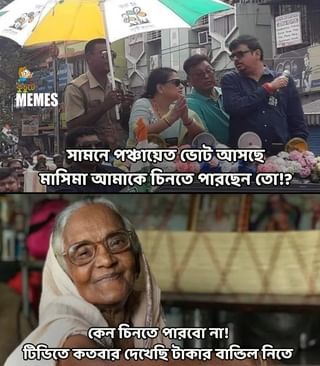 MEMES
সামনে পঞ্চায়েত ভোট আসছে
মাসিমা আমাকে চিনতে পারছেন তো!?
কেন চিনতে পারবো না!
টিভিতে কতবার দেখেছি টাকার বান্ডিল নিতে